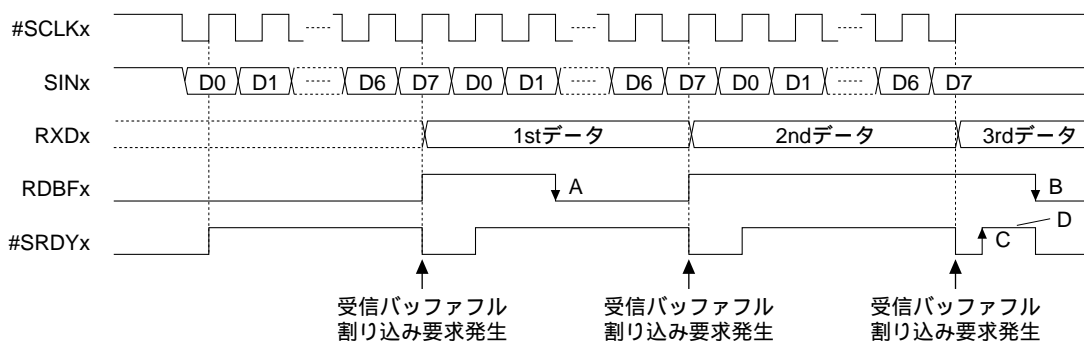 #SCLKx
SINx D0 D1 D6 D7 D0 D1 D6 D7 D0 D1 D6 D7
RXDx 1stデータ 2ndデータ 3rdデータ
RDBFx A B
#SRDYx C D
受信バッファフル 受信バッファフル 受信バッファフル
割り込み要求発生 割り込み要求発生 割り込み要求発生